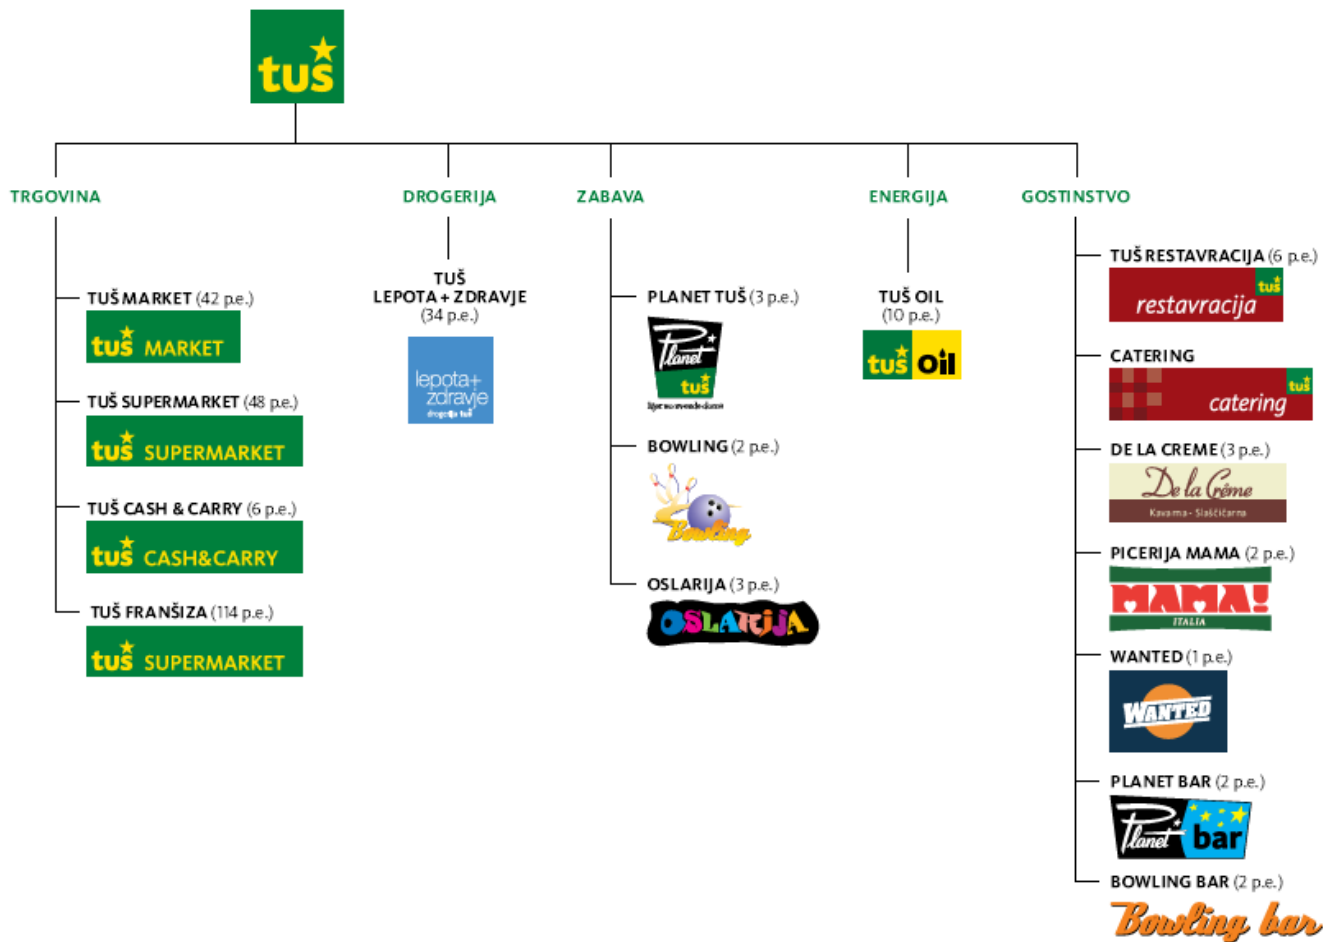 tuš
TRGOVINA
DROGERIJA
ZABAVA
ENERGIJA
GOSTINSTVO
TUŠ MARKET (42 p.e.)
tuš MARKET
TUŠ SUPERMARKET (48 p.e.)
tuš SUPERMARKET
TUŠ CASH & CARRY (6 p.e.)
tuš CASH&CARRY
TUŠ FRANŠIZA (114 p.e.)
tuš SUPERMARKET
TUŠ
LEPOTA + ZDRAVJE
(34 p.e.)
lepota+
zdravje
drogerija tuš
PLANET TUŠ (3 p.e.)
Planet
tuš
BOWLING (2 p.e.)
Bowling
OSLARIJA (3 p.e.)
OSLARIJA
TUŠ OIL
(10 p.e.)
tuš Oil
TUŠ RESTAVRACIJA (6 p.e.)
tuš
restavracija
CATERING
tuš
catering
DE LA CREME (3 p.e.)
De la Crême
Kavarna - Slaščičarna
PICERIJA MAMA (2 p.e.)
MAMA!
ITALIA
WANTED (1 p.e.)
WANTED
PLANET BAR (2 p.e.)
Planet bar
BOWLING BAR (2 p.e.)
Bowling bar